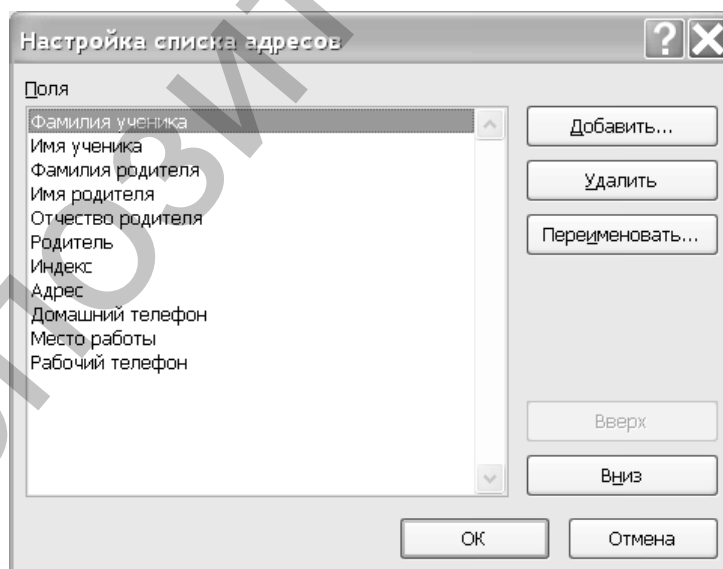 Настройка списка адресов
Поля
Фамилия ученика
Имя ученика
Фамилия родителя
Имя родителя
Отчество родителя
Родитель
Индекс
Адрес
Домашний телефон
Место работы
Рабочий телефон
Добавить...
Удалить
Переименовать...
Вверх
Вниз
ОК
Отмена